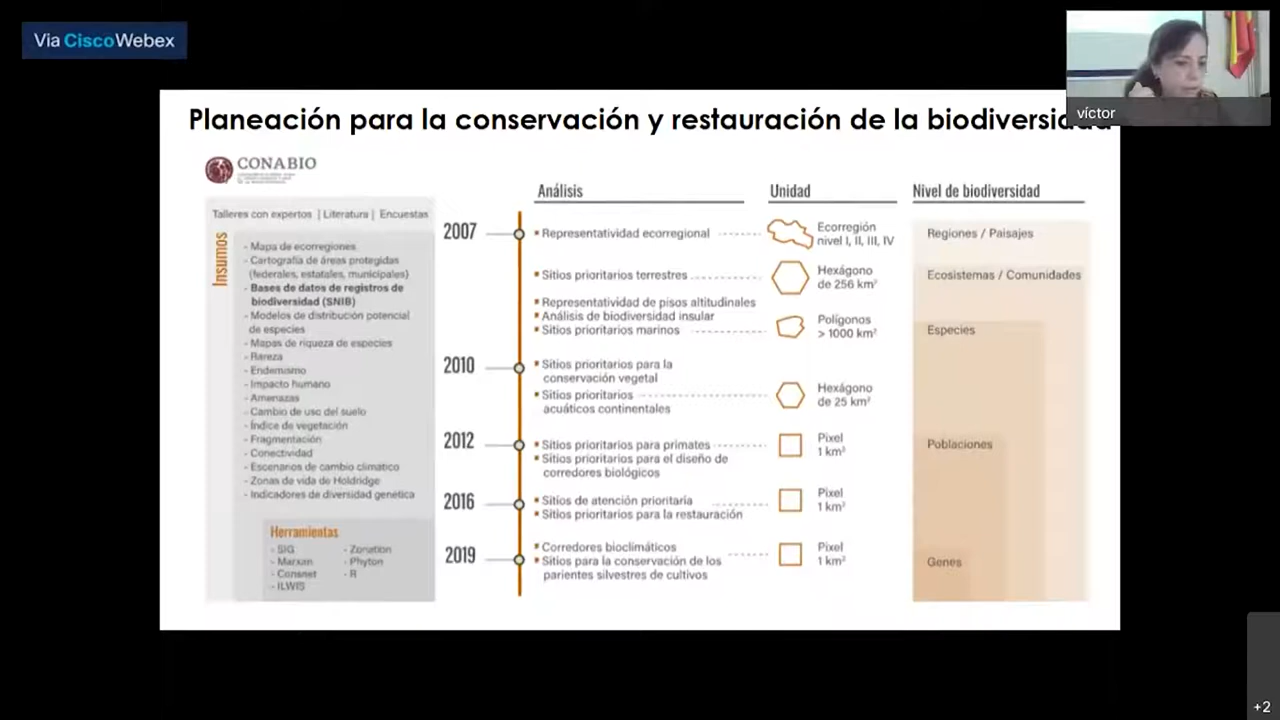 Via CiscoWebex
víctor
Planeación para la conservación y restauración de la biodiversidad
CONABIO
Talleres con expertos | Literatura | Encuestas
Insumos
- Mapa de ecorregiones
- Cartografía de áreas protegidas
(federales, estatales, municipales)
- Bases de datos de registros de
biodiversidad (SNIB)
- Modelos de distribución potencial
de especies
- Mapas de riqueza de especies
- Rareza
- Endemismo
- Impacto humano
- Amenazas
- Cambio de uso del suelo
- Índice de vegetación
- Fragmentación
- Conectividad
- Escenarios de cambio climático
- Zonas de vida de Holdridge
- Indicadores de diversidad genética
Herramientas
- SIG
- Marxan
- Consnet
- ILWIS
- Zonation
- Phyton
- R
Análisis
Unidad
Nivel de biodiversidad
2007
Representatividad ecorregional
Ecorregión
nivel I, II, III, IV
Sitios prioritarios terrestres
Hexágono
de 256 km²
Representatividad de pisos altitudinales
Análisis de biodiversidad insular
Sitios prioritarios marinos
Polígonos
> 1000 km²
2010
Sitios prioritarios para la
conservación vegetal
Sitios prioritarios
acuáticos continentales
Hexágono
de 25 km²
2012
Sitios prioritarios para primates
Sitios prioritarios para el diseño de
corredores biológicos
Pixel
1 km²
2016
Sitios de atención prioritaria
Sitios prioritarios para la restauración
Pixel
1 km²
2019
Corredores bioclimáticos
Sitios para la conservación de los
parientes silvestres de cultivos
Pixel
1 km²
Regiones / Paisajes
Ecosistemas / Comunidades
Especies
Poblaciones
Genes
+2